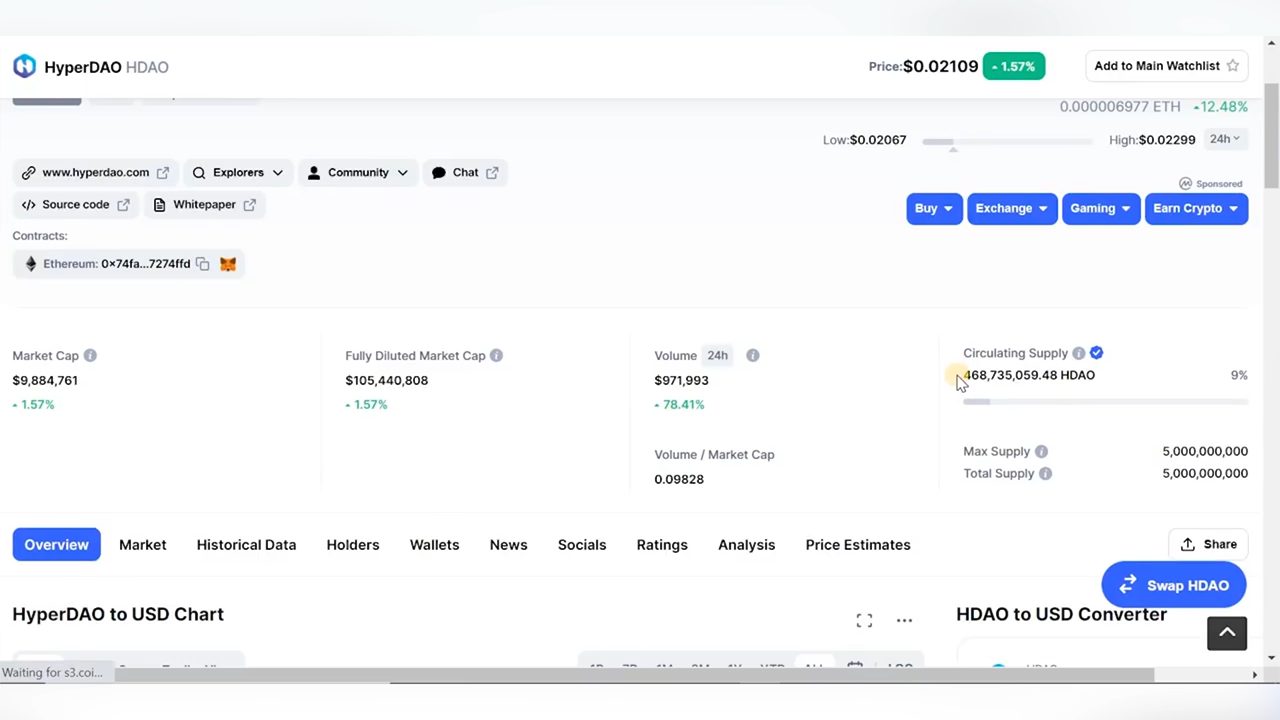 HyperDAO HDAO
Price:$0.02109 1.57%
Add to Main Watchlist
0.000006977 ETH 12.48%
Low:$0.02067 High:$0.02299 24h
www.hyperdao.com Explorers Community Chat
Sponsored
Source code Whitepaper
Buy Exchange Gaming Earn Crypto
Contracts:
Ethereum: 0x74fa...7274ffd
Market Cap
$9,884,761
1.57%
Fully Diluted Market Cap
$105,440,808
1.57%
Volume 24h
$971,993
78.41%
Volume / Market Cap
0.09828
Circulating Supply
468,735,059.48 HDAO 9%
Max Supply 5,000,000,000
Total Supply 5,000,000,000
Overview Market Historical Data Holders Wallets News Socials Ratings Analysis Price Estimates
Share
Swap HDAO
HyperDAO to USD Chart
HDAO to USD Converter
Waiting for s3.coi...